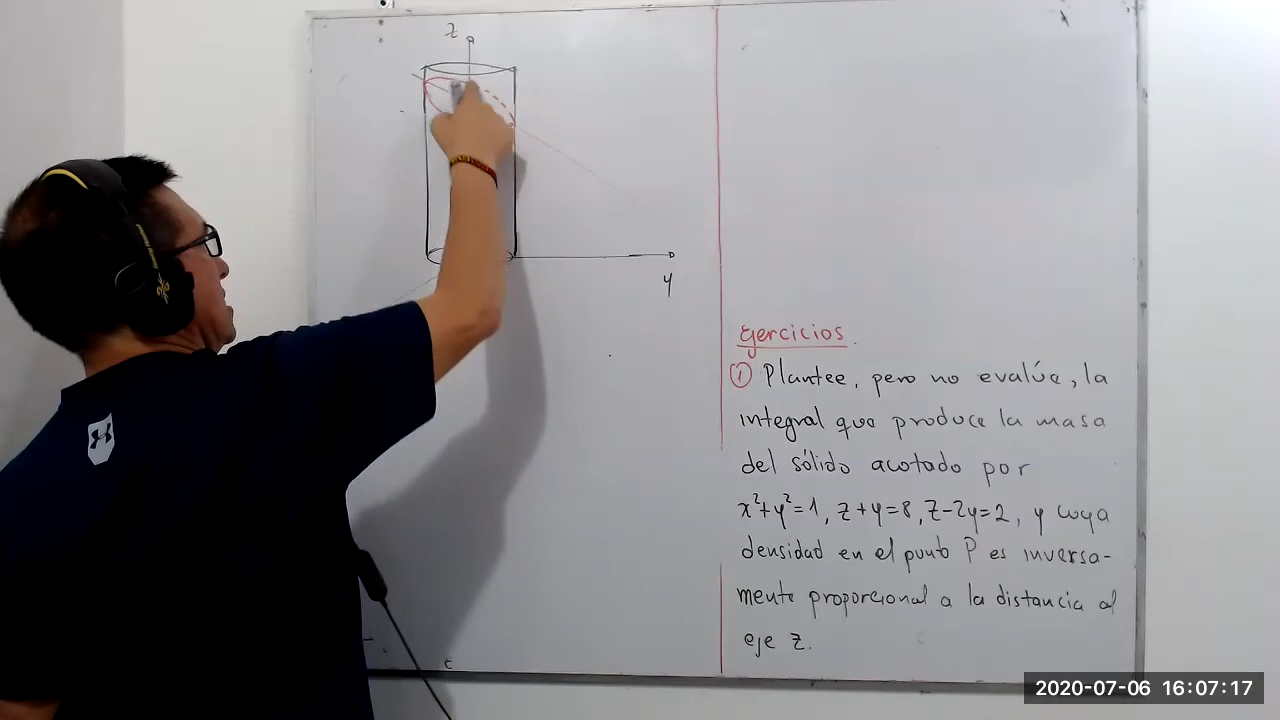 z
y
Ejercicios.
① Plantee, pero no evalúe, la
integral que produce la masa
del sólido acotado por
x²+y²=1, z+y=8, z-2y=2, y cuya
densidad en el punto P es inversa-
mente proporcional a la distancia al
eje z.
2020-07-06 16:07:17